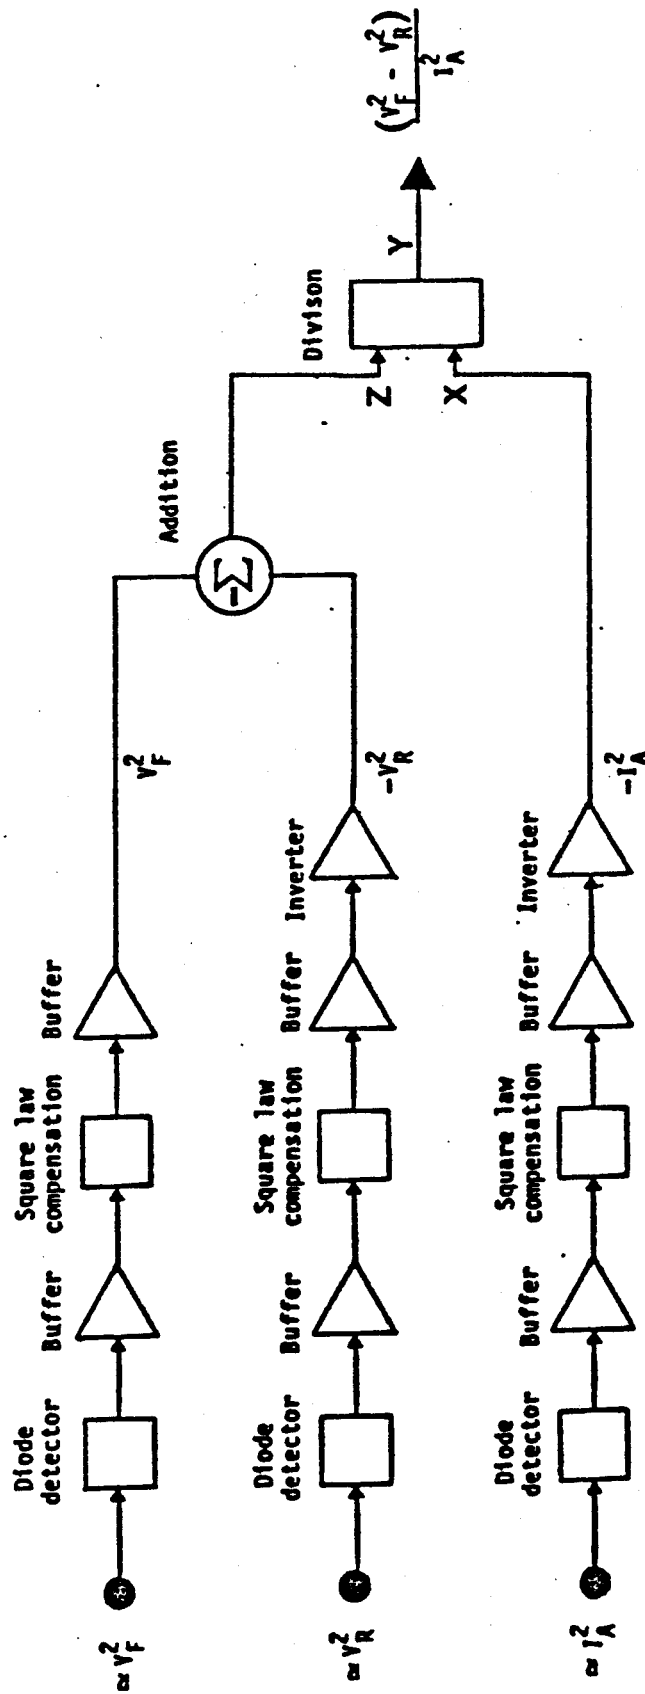 Diode
detector
Buffer
Square law
compensation
Buffer
≃V_F^2
V_F^2
Addition
-Σ
Divison
Z
X
Y
(V_F^2 - V_R^2)
I_A^2
Diode
detector
Buffer
Square law
compensation
Buffer
Inverter
≃V_R^2
-V_R^2
Diode
detector
Buffer
Square law
compensation
Buffer
Inverter
≃I_A^2
-I_A^2